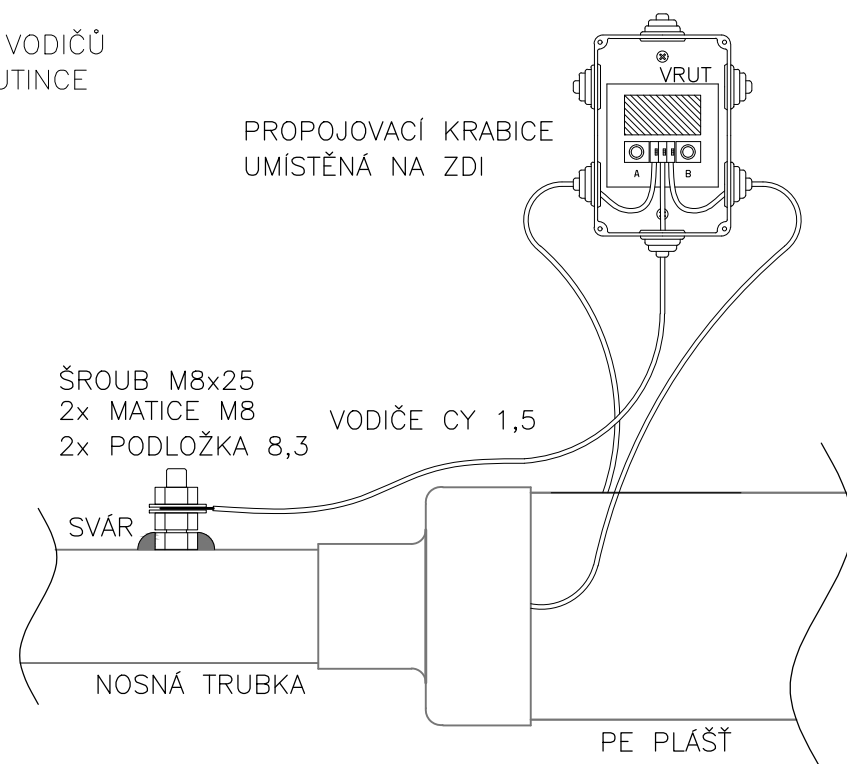 VODIČŮ
UTINCE
PROPOJOVACÍ KRABICE
UMÍSTĚNÁ NA ZDI
VRUT
A
B
ŠROUB M8x25
2x MATICE M8
2x PODLOŽKA 8,3
VODIČE CY 1,5
SVÁR
NOSNÁ TRUBKA
PE PLÁŠŤ